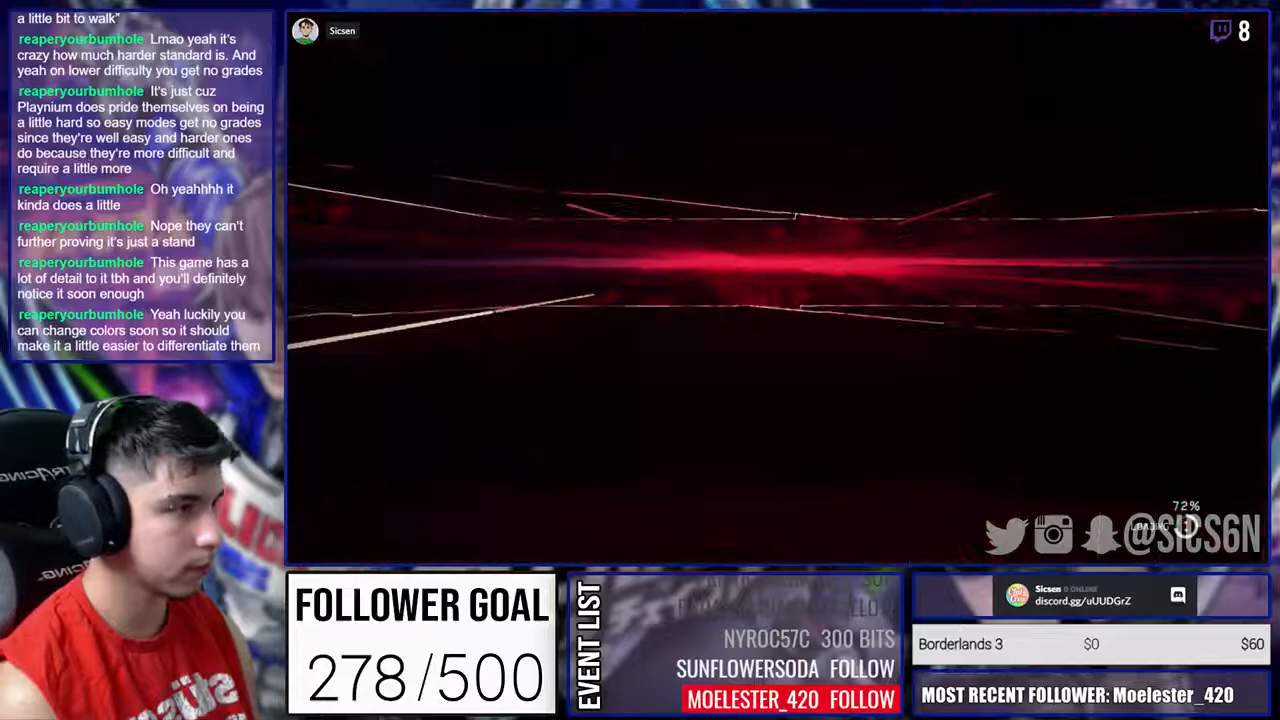 a little bit to walk"
reaperyourbumhole Lmao yeah it's
crazy how much harder standard is. And
yeah on lower difficulty you get no grades
reaperyourbumhole It's just cuz
Playnium does pride themselves on being
a little hard so easy modes get no grades
since they're well easy and harder ones
do because they're more difficult and
require a little more
reaperyourbumhole Oh yeahhhh it
kinda does a little
reaperyourbumhole Nope they can't
further proving it's just a stand
reaperyourbumhole This game has a
lot of detail to it tbh and you'll definitely
notice it soon enough
reaperyourbumhole Yeah luckily you
can change colors soon so it should
make it a little easier to differentiate them
Sicsen
8
72%
@SICS6N
FOLLOWER GOAL
278/500
EVENT LIST
NYROC57C 300 BITS
SUNFLOWERSODA FOLLOW
MOELESTER_420 FOLLOW
Sicsen 0 ONLINE
discord.gg/uUUDGrZ
Borderlands 3 $0 $60
MOST RECENT FOLLOWER: Moelester_420